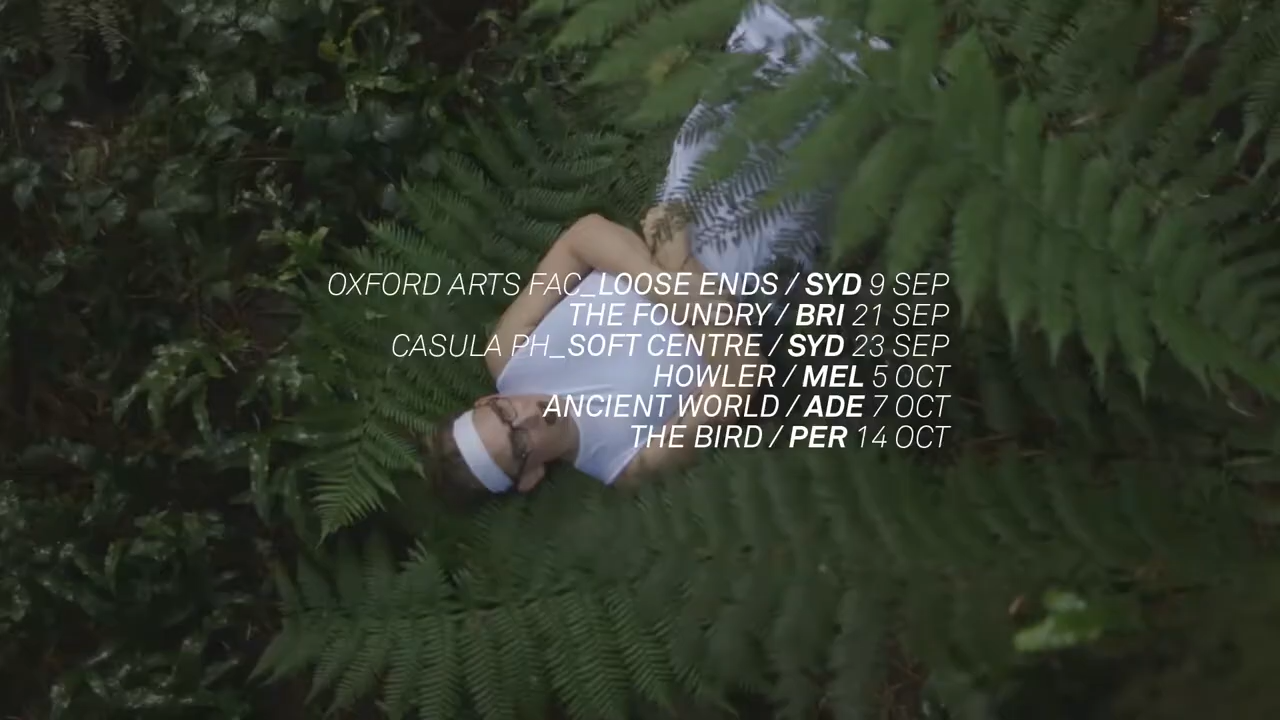 OXFORD ARTS FAC_LOOSE ENDS / SYD 9 SEP
THE FOUNDRY / BRI 21 SEP
CASULA PH_SOFT CENTRE / SYD 23 SEP
HOWLER / MEL 5 OCT
ANCIENT WORLD / ADE 7 OCT
THE BIRD / PER 14 OCT